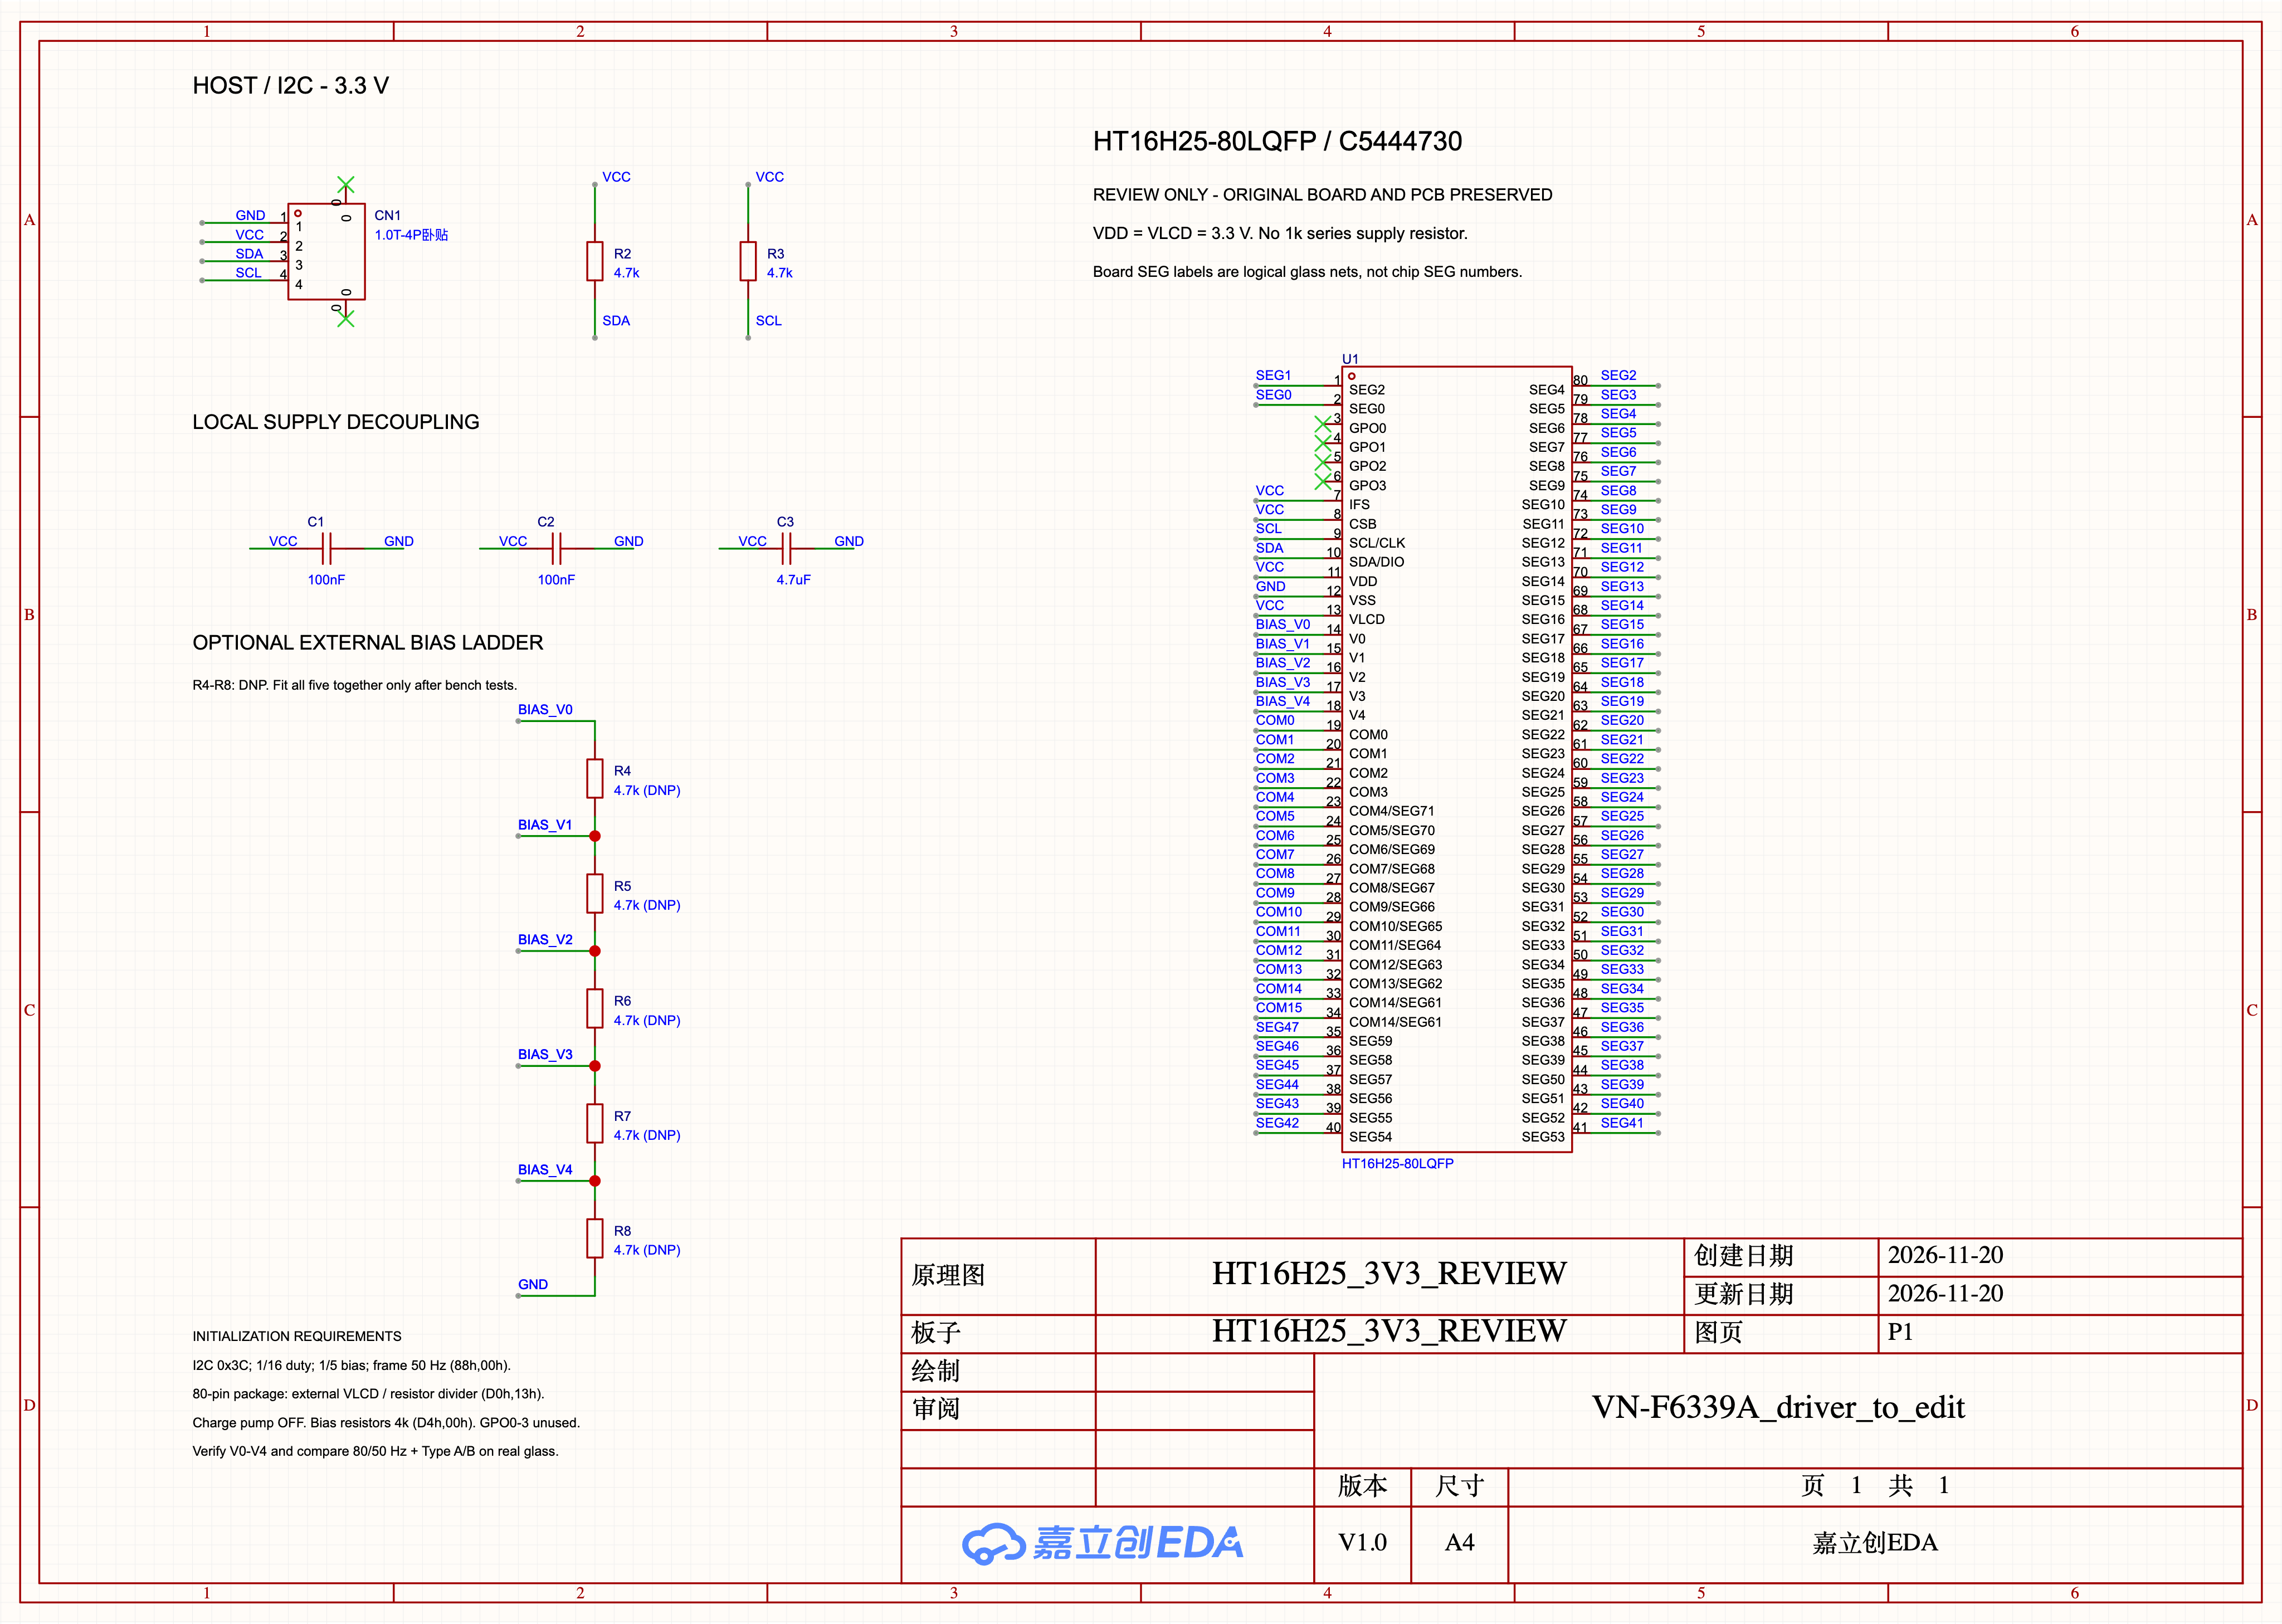 1 2 3 4 5 6
HOST / I2C - 3.3 V
A
A
0
0
GND 1 1
VCC 2 2
SDA 3 3
SCL 4 4
0
0
CN1
1.0T-4P卧贴
VCC
R2
4.7k
SDA
VCC
R3
4.7k
SCL
HT16H25-80LQFP / C5444730
REVIEW ONLY - ORIGINAL BOARD AND PCB PRESERVED
VDD = VLCD = 3.3 V. No 1k series supply resistor.
Board SEG labels are logical glass nets, not chip SEG numbers.
LOCAL SUPPLY DECOUPLING
C1
VCC GND
100nF
C2
VCC GND
100nF
C3
VCC GND
4.7uF
B
B
OPTIONAL EXTERNAL BIAS LADDER
R4-R8: DNP. Fit all five together only after bench tests.
BIAS_V0
R4
4.7k (DNP)
BIAS_V1
R5
4.7k (DNP)
BIAS_V2
R6
4.7k (DNP)
BIAS_V3
R7
4.7k (DNP)
BIAS_V4
R8
4.7k (DNP)
GND
C
C
U1
SEG1 1 SEG2 SEG4 80 SEG2
SEG0 2 SEG0 SEG5 79 SEG3
3 GPO0 SEG6 78 SEG4
4 GPO1 SEG7 77 SEG5
5 GPO2 SEG8 76 SEG6
6 GPO3 SEG9 75 SEG7
VCC 7 IFS SEG10 74 SEG8
VCC 8 CSB SEG11 73 SEG9
SCL 9 SCL/CLK SEG12 72 SEG10
SDA 10 SDA/DIO SEG13 71 SEG11
VCC 11 VDD SEG14 70 SEG12
GND 12 VSS SEG15 69 SEG13
VCC 13 VLCD SEG16 68 SEG14
BIAS_V0 14 V0 SEG17 67 SEG15
BIAS_V1 15 V1 SEG18 66 SEG16
BIAS_V2 16 V2 SEG19 65 SEG17
BIAS_V3 17 V3 SEG20 64 SEG18
BIAS_V4 18 V4 SEG21 63 SEG19
COM0 19 COM0 SEG22 62 SEG20
COM1 20 COM1 SEG23 61 SEG21
COM2 21 COM2 SEG24 60 SEG22
COM3 22 COM3 SEG25 59 SEG23
COM4 23 COM4/SEG71 SEG26 58 SEG24
COM5 24 COM5/SEG70 SEG27 57 SEG25
COM6 25 COM6/SEG69 SEG28 56 SEG26
COM7 26 COM7/SEG68 SEG29 55 SEG27
COM8 27 COM8/SEG67 SEG30 54 SEG28
COM9 28 COM9/SEG66 SEG31 53 SEG29
COM10 29 COM10/SEG65 SEG32 52 SEG30
COM11 30 COM11/SEG64 SEG33 51 SEG31
COM12 31 COM12/SEG63 SEG34 50 SEG32
COM13 32 COM13/SEG62 SEG35 49 SEG33
COM14 33 COM14/SEG61 SEG36 48 SEG34
COM15 34 COM14/SEG61 SEG37 47 SEG35
SEG47 35 SEG59 SEG38 46 SEG36
SEG46 36 SEG58 SEG39 45 SEG37
SEG45 37 SEG57 SEG50 44 SEG38
SEG44 38 SEG56 SEG51 43 SEG39
SEG43 39 SEG55 SEG52 42 SEG40
SEG42 40 SEG54 SEG53 41 SEG41
HT16H25-80LQFP
INITIALIZATION REQUIREMENTS
I2C 0x3C; 1/16 duty; 1/5 bias; frame 50 Hz (88h,00h).
80-pin package: external VLCD / resistor divider (D0h,13h).
Charge pump OFF. Bias resistors 4k (D4h,00h). GPO0-3 unused.
Verify V0-V4 and compare 80/50 Hz + Type A/B on real glass.
D
D
原理图 HT16H25_3V3_REVIEW 创建日期 2026-11-20
更新日期 2026-11-20
板子 HT16H25_3V3_REVIEW 图页 P1
绘制
审阅
VN-F6339A_driver_to_edit
版本 尺寸 页 1 共 1
嘉立创EDA V1.0 A4 嘉立创EDA
1 2 3 4 5 6